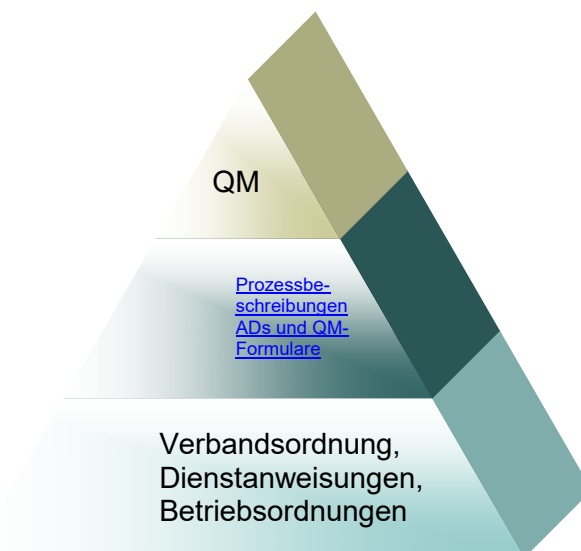 QM
Prozessbe-
schreibungen
ADs und QM-
Formulare
Verbandsordnung,
Dienstanweisungen,
Betriebsordnungen